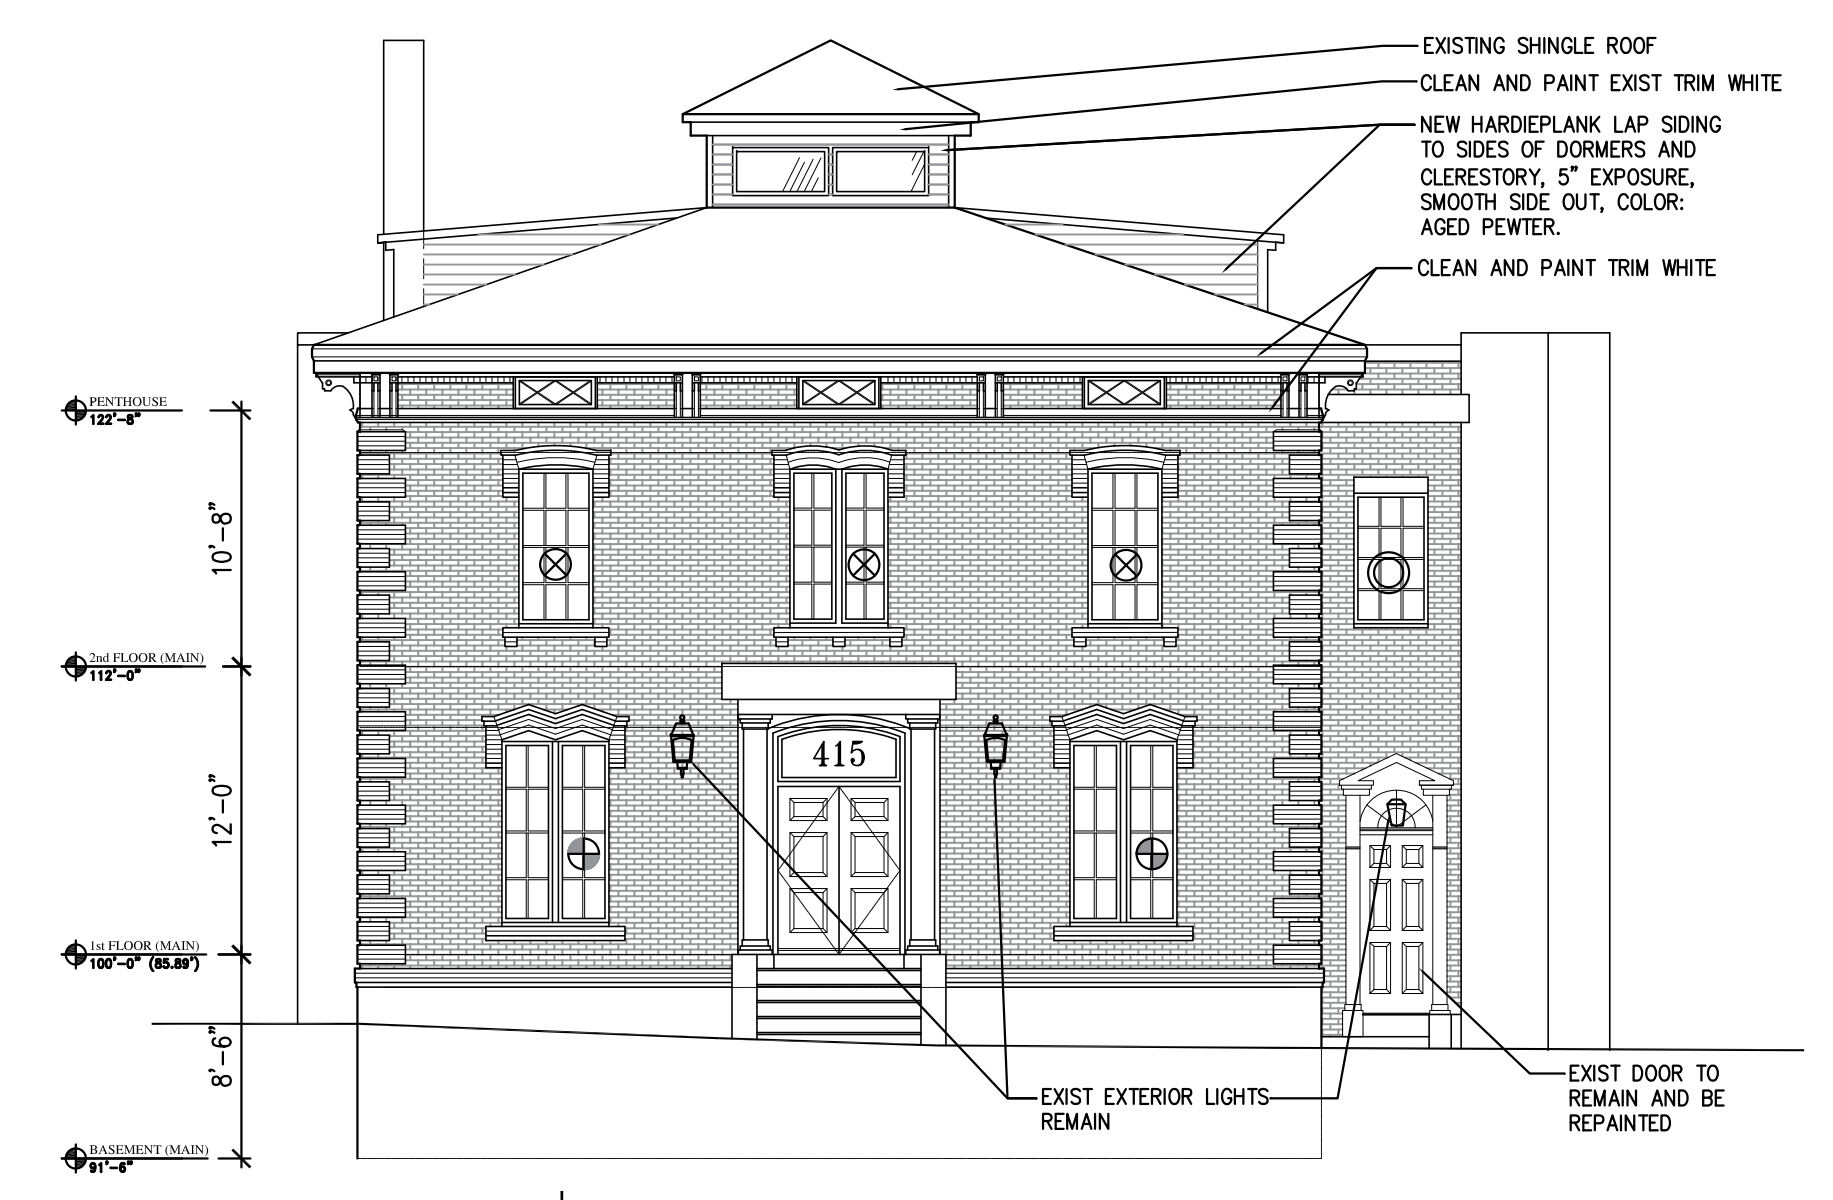 EXISTING SHINGLE ROOF
CLEAN AND PAINT EXIST TRIM WHITE
NEW HARDIEPLANK LAP SIDING
TO SIDES OF DORMERS AND
CLERESTORY, 5" EXPOSURE,
SMOOTH SIDE OUT, COLOR:
AGED PEWTER.
CLEAN AND PAINT TRIM WHITE
PENTHOUSE
122'-8"
10'-8"
2nd FLOOR (MAIN)
112'-0"
415
12'-0"
1st FLOOR (MAIN)
100'-0" (85.89')
8'-6"
EXIST EXTERIOR LIGHTS
REMAIN
EXIST DOOR TO
REMAIN AND BE
REPAINTED
BASEMENT (MAIN)
91'-6"